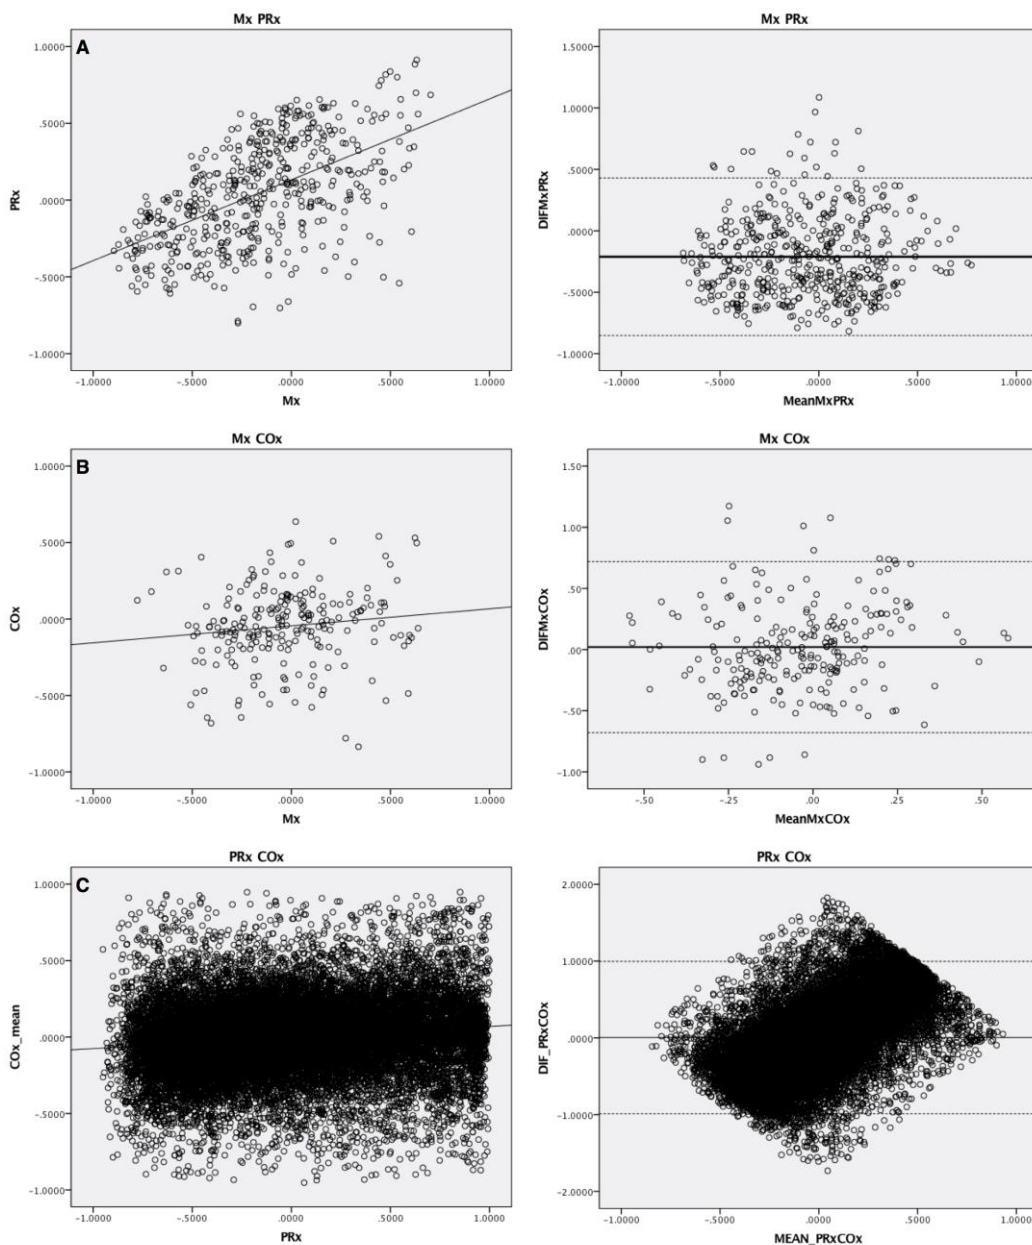 Mx PRx
A
1.0000
.5000
.0000
-.5000
-1.0000
PRx
-1.0000 -.5000 .0000 .5000 1.0000
Mx
Mx PRx
1.5000
1.0000
.5000
.0000
-.5000
-1.0000
DIFMxPRx
-1.0000 -.5000 .0000 .5000 1.0000
MeanMxPRx
Mx COx
B
1.0000
.5000
.0000
-.5000
-1.0000
COx
-1.0000 -.5000 .0000 .5000 1.0000
Mx
Mx COx
1.50
1.00
.50
.00
-.50
-1.00
DIFMxCOx
-.50 -.25 .00 .25 .50
MeanMxCOx
PRx COx
C
1.0000
.5000
.0000
-.5000
-1.0000
COx_mean
-1.0000 -.5000 .0000 .5000 1.0000
PRx
PRx COx
2.0000
1.0000
.0000
-1.0000
-2.0000
DIF_PRxCOx
-1.0000 -.5000 .0000 .5000 1.0000
MEAN_PRxCOx